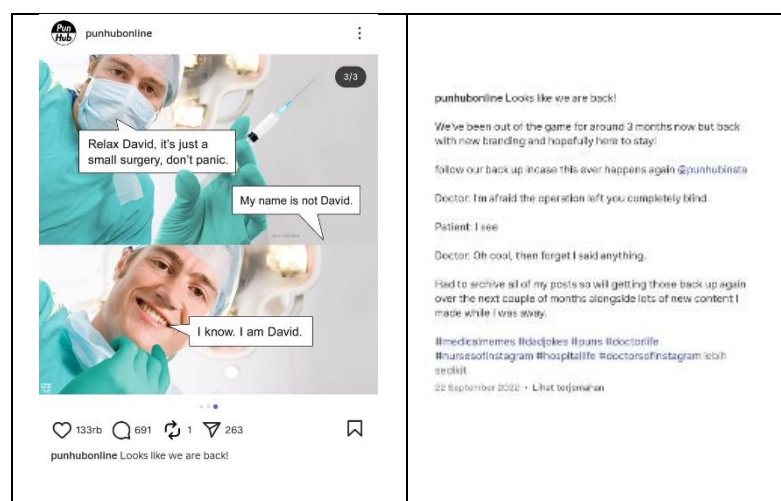 Pun
Hub
punhubonline
3/3
Relax David, it's just a
small surgery, don't panic.
My name is not David.
I know. I am David.
133rb 691 1 263
punhubonline Looks like we are back!
punhubonline Looks like we are back!
We've been out of the game for around 3 months now but back
with new branding and hopefully here to stay!
follow our back up incase this ever happens again @punhubinsta
Doctor: I'm afraid the operation left you completely blind
Patient: I see
Doctor: Oh cool, then forget I said anything.
Had to archive all of my posts so will getting those back up again
over the next couple of months alongside lots of new content I
made while I was away.
#medicalmemes #dadjokes #puns #doctorlife
#nursesofinstagram #hospitallife #doctorsofinstagram lebih
sedikit
22 September 2022 • Lihat terjemahan